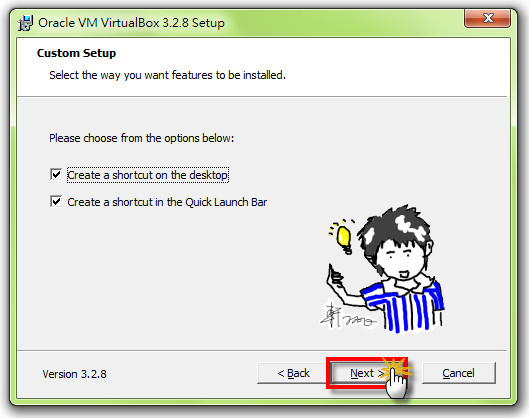 Oracle VM VirtualBox 3.2.8 Setup
Custom Setup
Select the way you want features to be installed.
Please choose from the options below:
Create a shortcut on the desktop
Create a shortcut in the Quick Launch Bar
軒 2010
Version 3.2.8
< Back
Next >
Cancel